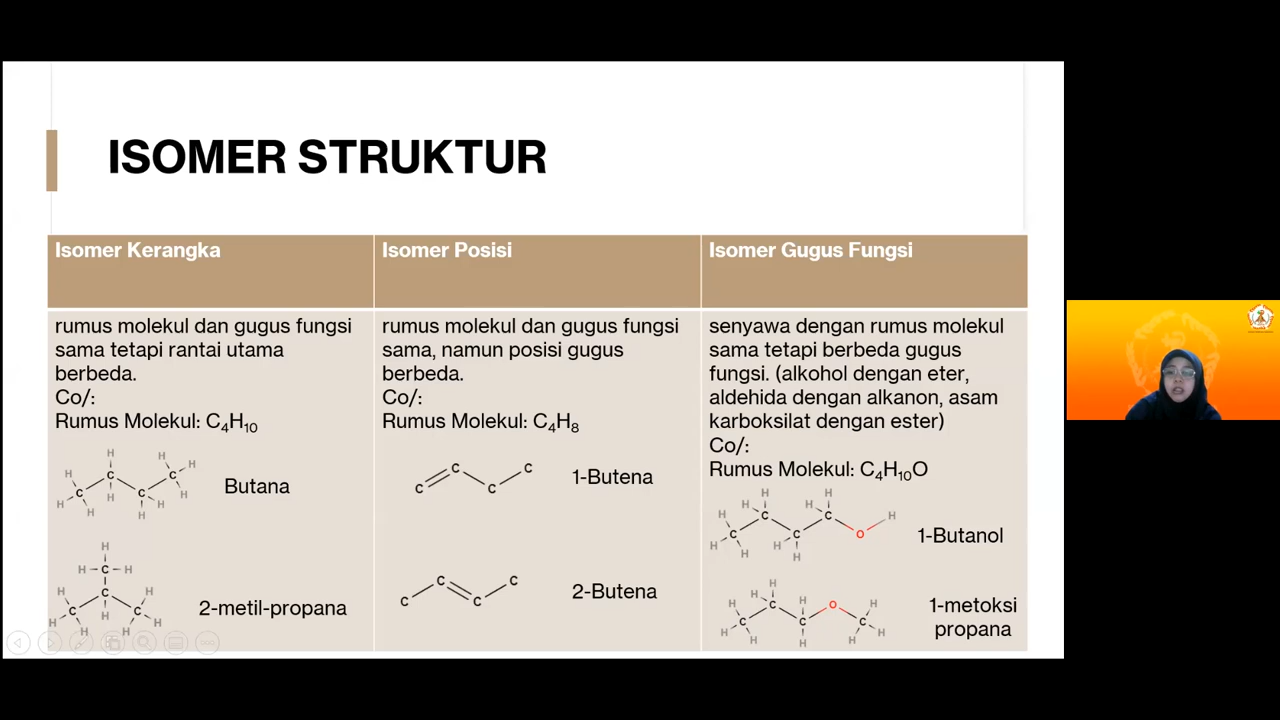 ISOMER STRUKTUR
Isomer Kerangka
Isomer Posisi
Isomer Gugus Fungsi
rumus molekul dan gugus fungsi
sama tetapi rantai utama
berbeda.
Co/:
Rumus Molekul: C₄H₁₀
H H H H H H H H H H C C C C
Butana
H H H H H H H H H H C C C C
2-metil-propana
rumus molekul dan gugus fungsi
sama, namun posisi gugus
berbeda.
Co/:
Rumus Molekul: C₄H₈
C C C C
1-Butena
C C C C
2-Butena
senyawa dengan rumus molekul
sama tetapi berbeda gugus
fungsi. (alkohol dengan eter,
aldehida dengan alkanon, asam
karboksilat dengan ester)
Co/:
Rumus Molekul: C₄H₁₀O
H H H H H H H H H H C C C C O
1-Butanol
H H H H H H H H H H C C C O C
1-metoksi
propana